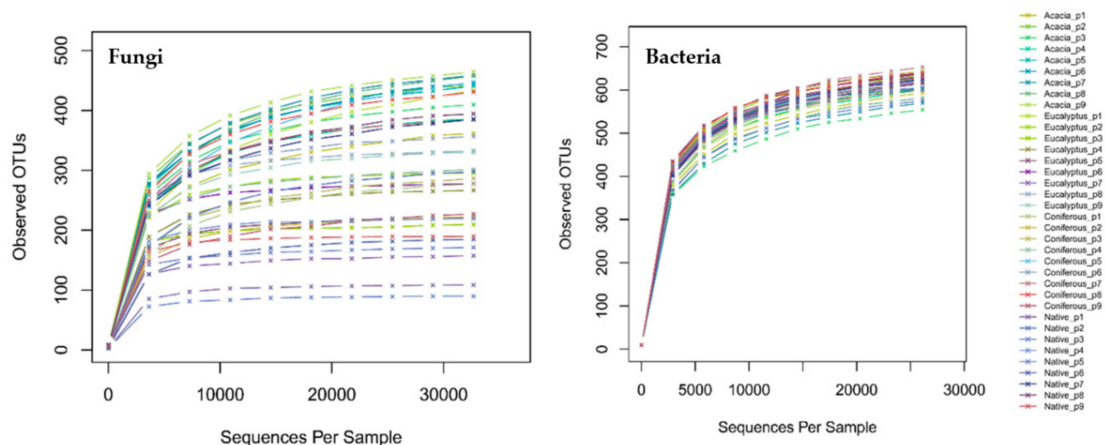 Fungi
500
400
300
200
100
0
Observed OTUs
0
10000
20000
30000
Sequences Per Sample
Bacteria
700
600
500
400
300
200
100
0
Observed OTUs
0
5000
10000
20000
30000
Sequences Per Sample
Acacia_p1
Acacia_p2
Acacia_p3
Acacia_p4
Acacia_p5
Acacia_p6
Acacia_p7
Acacia_p8
Acacia_p9
Eucalyptus_p1
Eucalyptus_p2
Eucalyptus_p3
Eucalyptus_p4
Eucalyptus_p5
Eucalyptus_p6
Eucalyptus_p7
Eucalyptus_p8
Eucalyptus_p9
Coniferous_p1
Coniferous_p2
Coniferous_p3
Coniferous_p4
Coniferous_p5
Coniferous_p6
Coniferous_p7
Coniferous_p8
Coniferous_p9
Native_p1
Native_p2
Native_p3
Native_p4
Native_p5
Native_p6
Native_p7
Native_p8
Native_p9